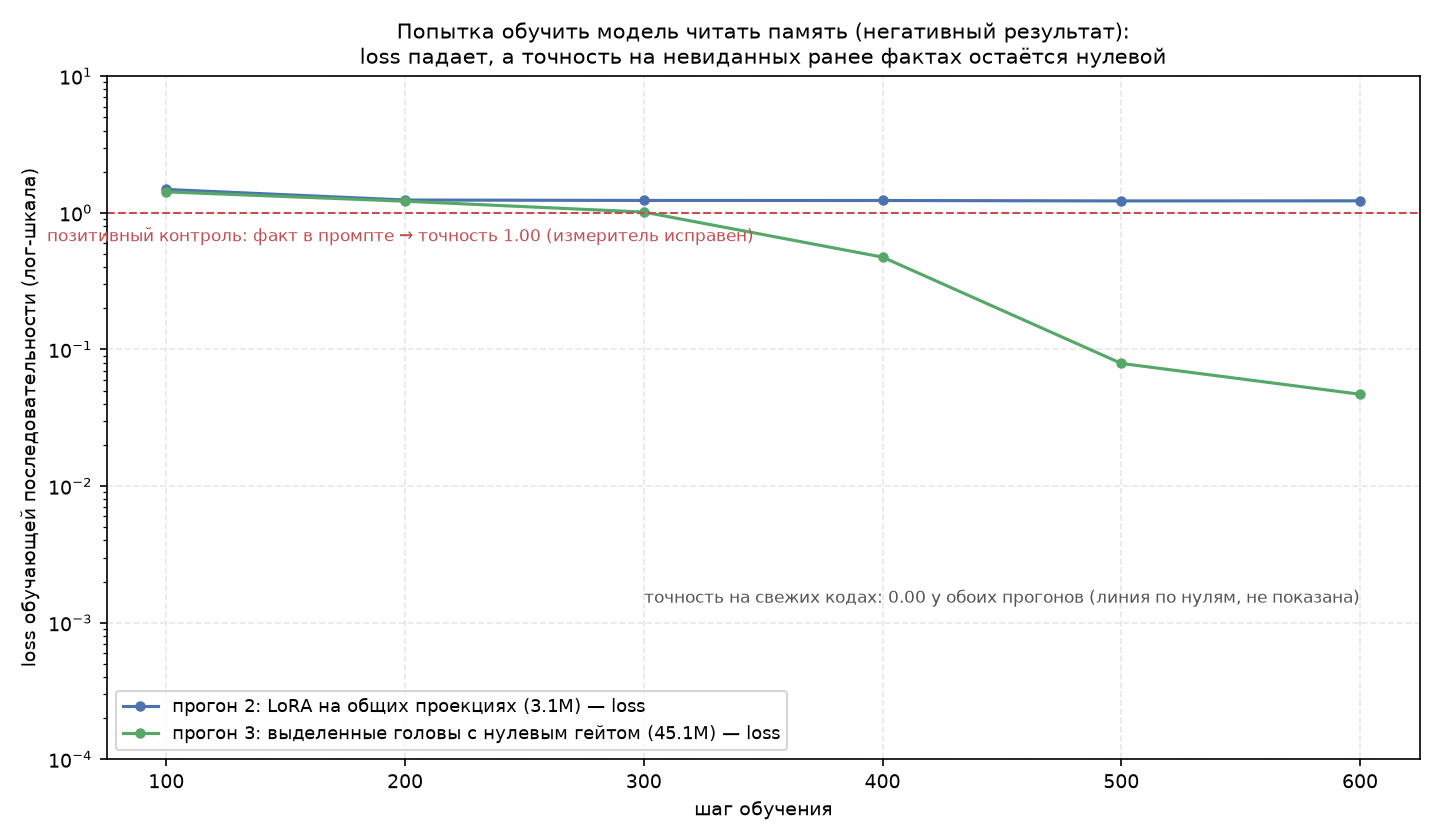 Попытка обучить модель читать память (негативный результат):
loss падает, а точность на невиданных ранее фактах остаётся нулевой
loss обучающей последовательности (лог-шкала)
10¹
10⁰
10⁻¹
10⁻²
10⁻³
10⁻⁴
позитивный контроль: факт в промпте → точность 1.00 (измеритель исправен)
точность на свежих кодах: 0.00 у обоих прогонов (линия по нулям, не показана)
прогон 2: LoRA на общих проекциях (3.1M) — loss
прогон 3: выделенные головы с нулевым гейтом (45.1M) — loss
100 200 300 400 500 600
шаг обучения